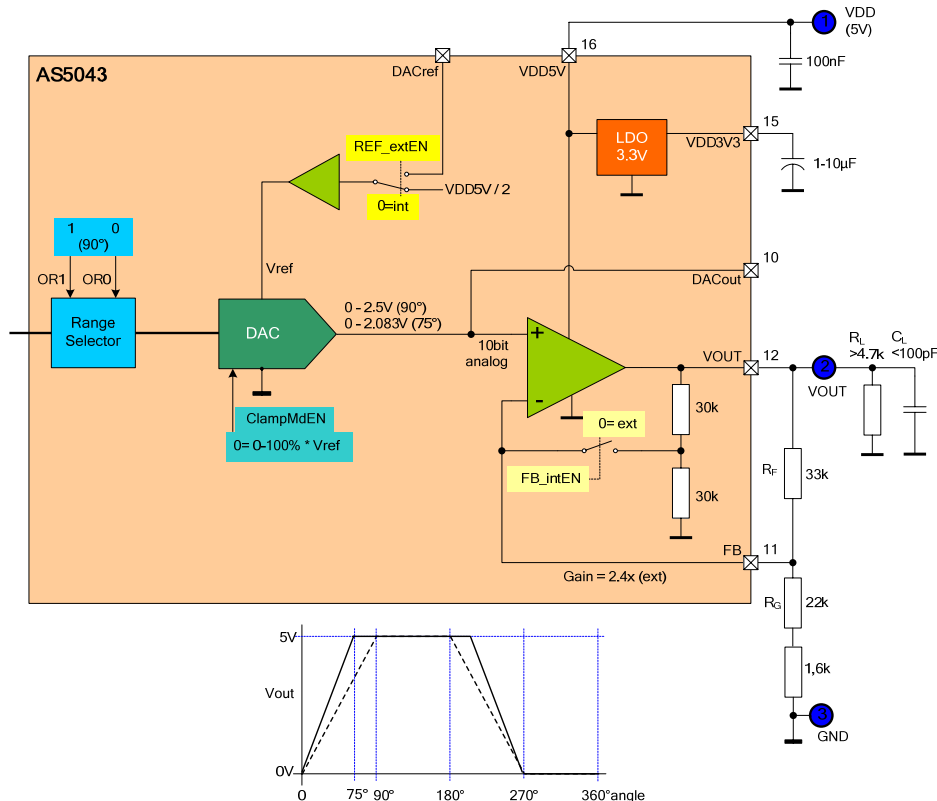 1
VDD
(5V)
16
DACref
VDD5V
100nF
AS5043
15
REF_extEN
LDO
3.3V
VDD3V3
1-10µF
VDD5V / 2
0=int
1 0
(90°)
Vref
10
OR1
OR0
DACout
0 - 2.5V (90°)
0 - 2.083V (75°)
Range
Selector
DAC
+
10bit
analog
VOUT
12
2
VOUT
RL
>4.7k
CL
<100pF
-
30k
ClampMdEN
0= 0-100% * Vref
0= ext
FB_intEN
30k
RF
33k
FB
11
Gain = 2.4x (ext)
RG
22k
1,6k
3
GND
5V
Vout
0V
0
75°
90°
180°
270°
360°angle